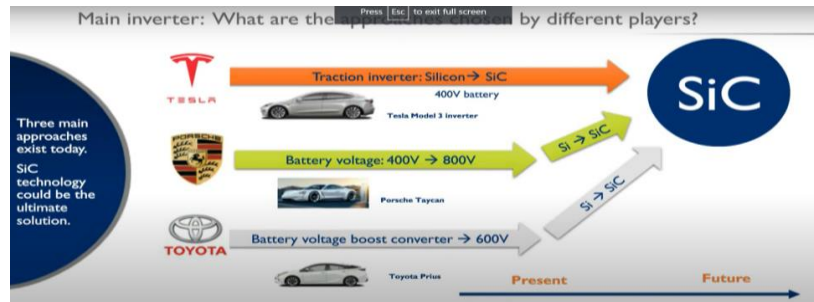 Main inverter: What are the approaches chosen by different players?
Press Esc to exit full screen
Three main
approaches
exist today.
SiC
technology
could be the
ultimate
solution.
TESLA
Traction inverter: Silicon → SiC
400V battery
Tesla Model 3 inverter
SiC
PORSCHE
Battery voltage: 400V → 800V
Si → SiC
Porsche Taycan
TOYOTA
Battery voltage boost converter → 600V
Si → SiC
Toyota Prius
Present
Future